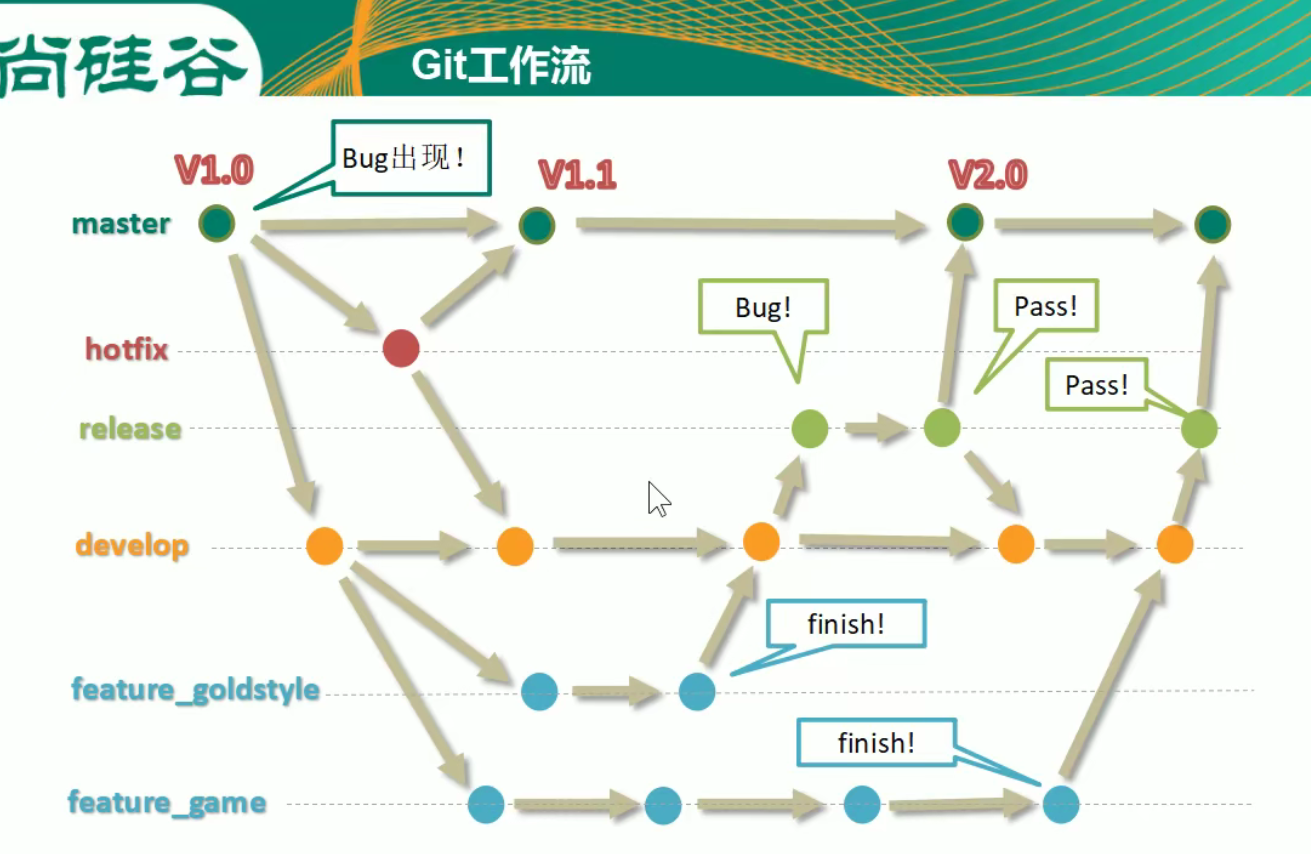 尚硅谷
Git工作流
V1.0
Bug出现！
V1.1
V2.0
master
Bug!
Pass!
hotfix
Pass!
release
develop
finish!
feature_goldstyle
finish!
feature_game